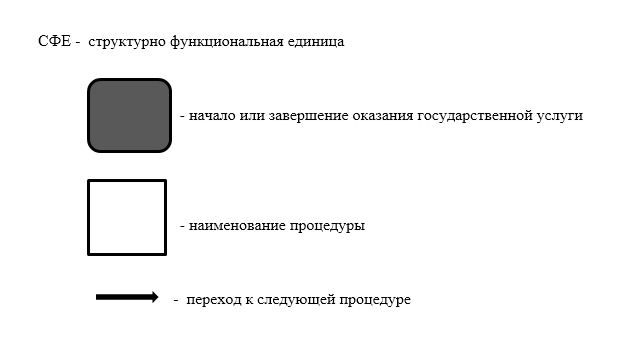 СФЕ - структурно функциональная единица
- начало или завершение оказания государственной услуги
- наименование процедуры
- переход к следующей процедуре